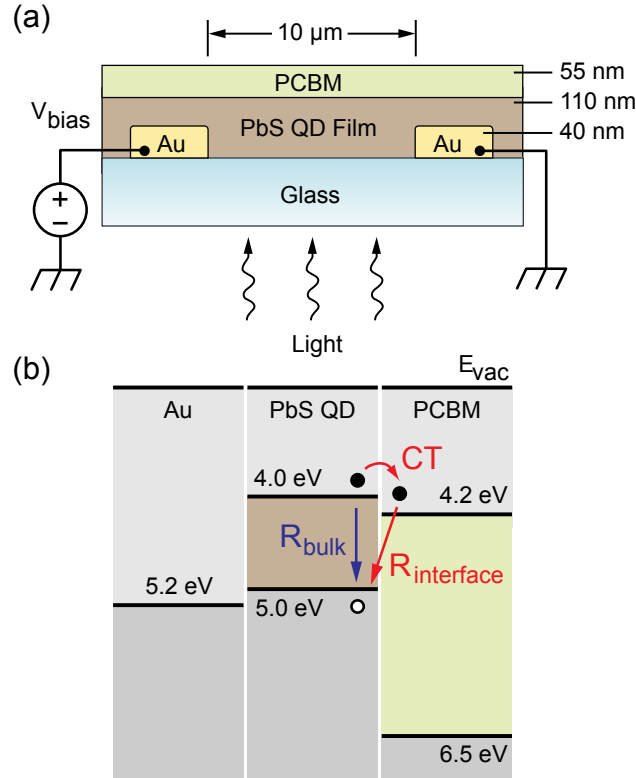 (a)
10 μm
PCBM
55 nm
110 nm
V_bias
PbS QD Film
40 nm
Au
Au
+
−
Glass
Light
(b)
E_vac
Au
PbS QD
PCBM
CT
4.0 eV
4.2 eV
R_bulk
R_interface
5.2 eV
5.0 eV
6.5 eV